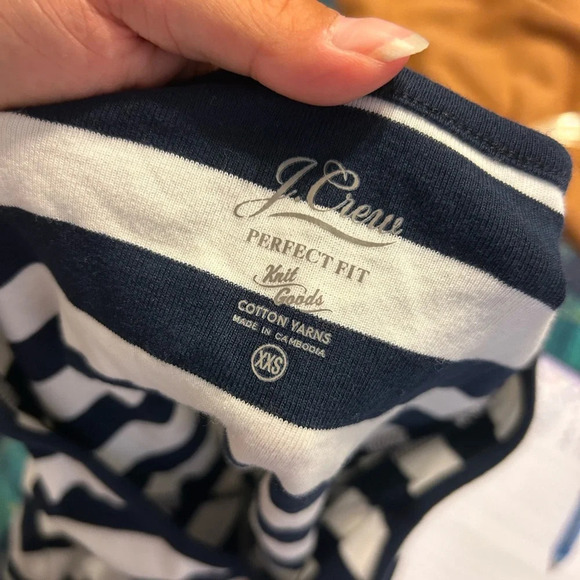 J.Crew
PERFECT FIT
Knit
Goods
COTTON YARNS
MADE IN CAMBODIA
XXS